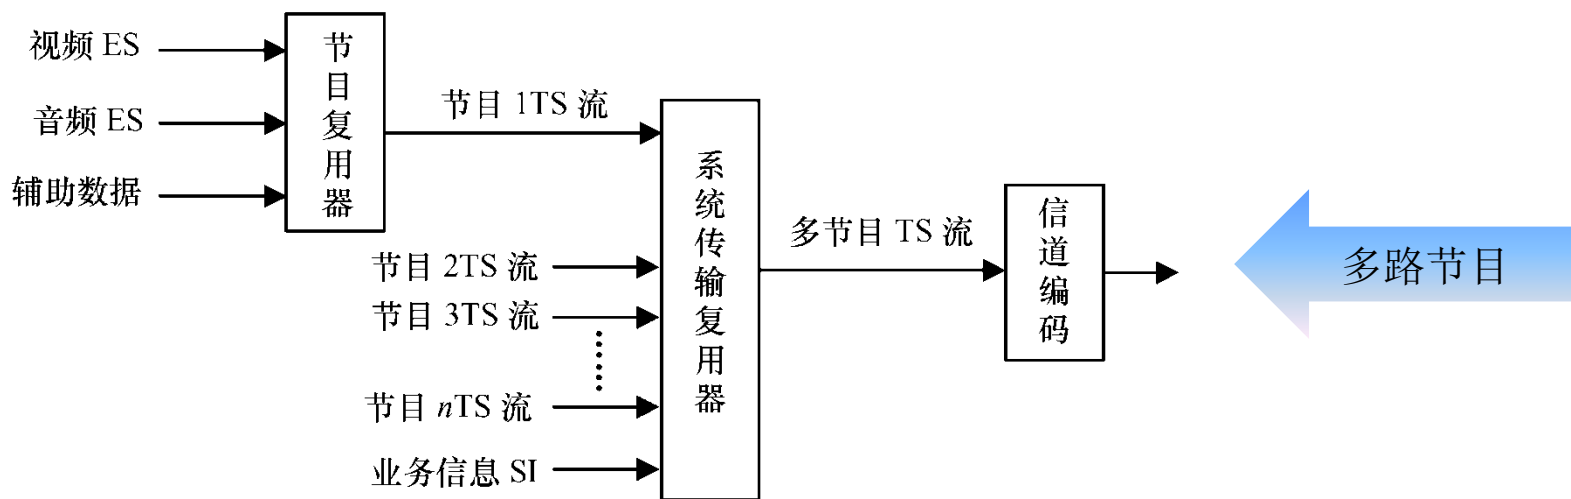 视频 ES
音频 ES
辅助数据
节目复用器
节目 1TS 流
节目 2TS 流
节目 3TS 流
节目 nTS 流
业务信息 SI
系统传输复用器
多节目 TS 流
信道编码
多路节目